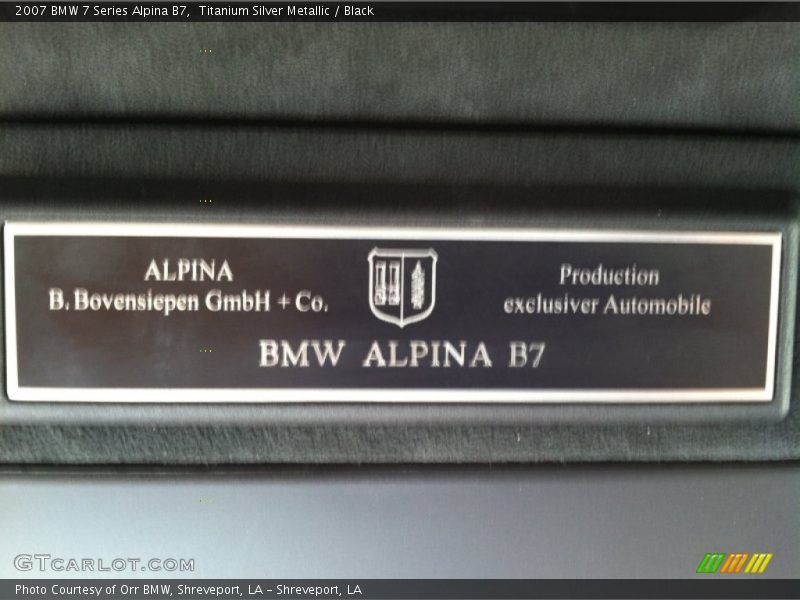 2007 BMW 7 Series Alpina B7,  Titanium Silver Metallic / Black
ALPINA
B. Bovensiepen GmbH + Co.
Production
exclusiver Automobile
BMW ALPINA B7
GTCARLOT.COM
Photo Courtesy of Orr BMW, Shreveport, LA - Shreveport, LA